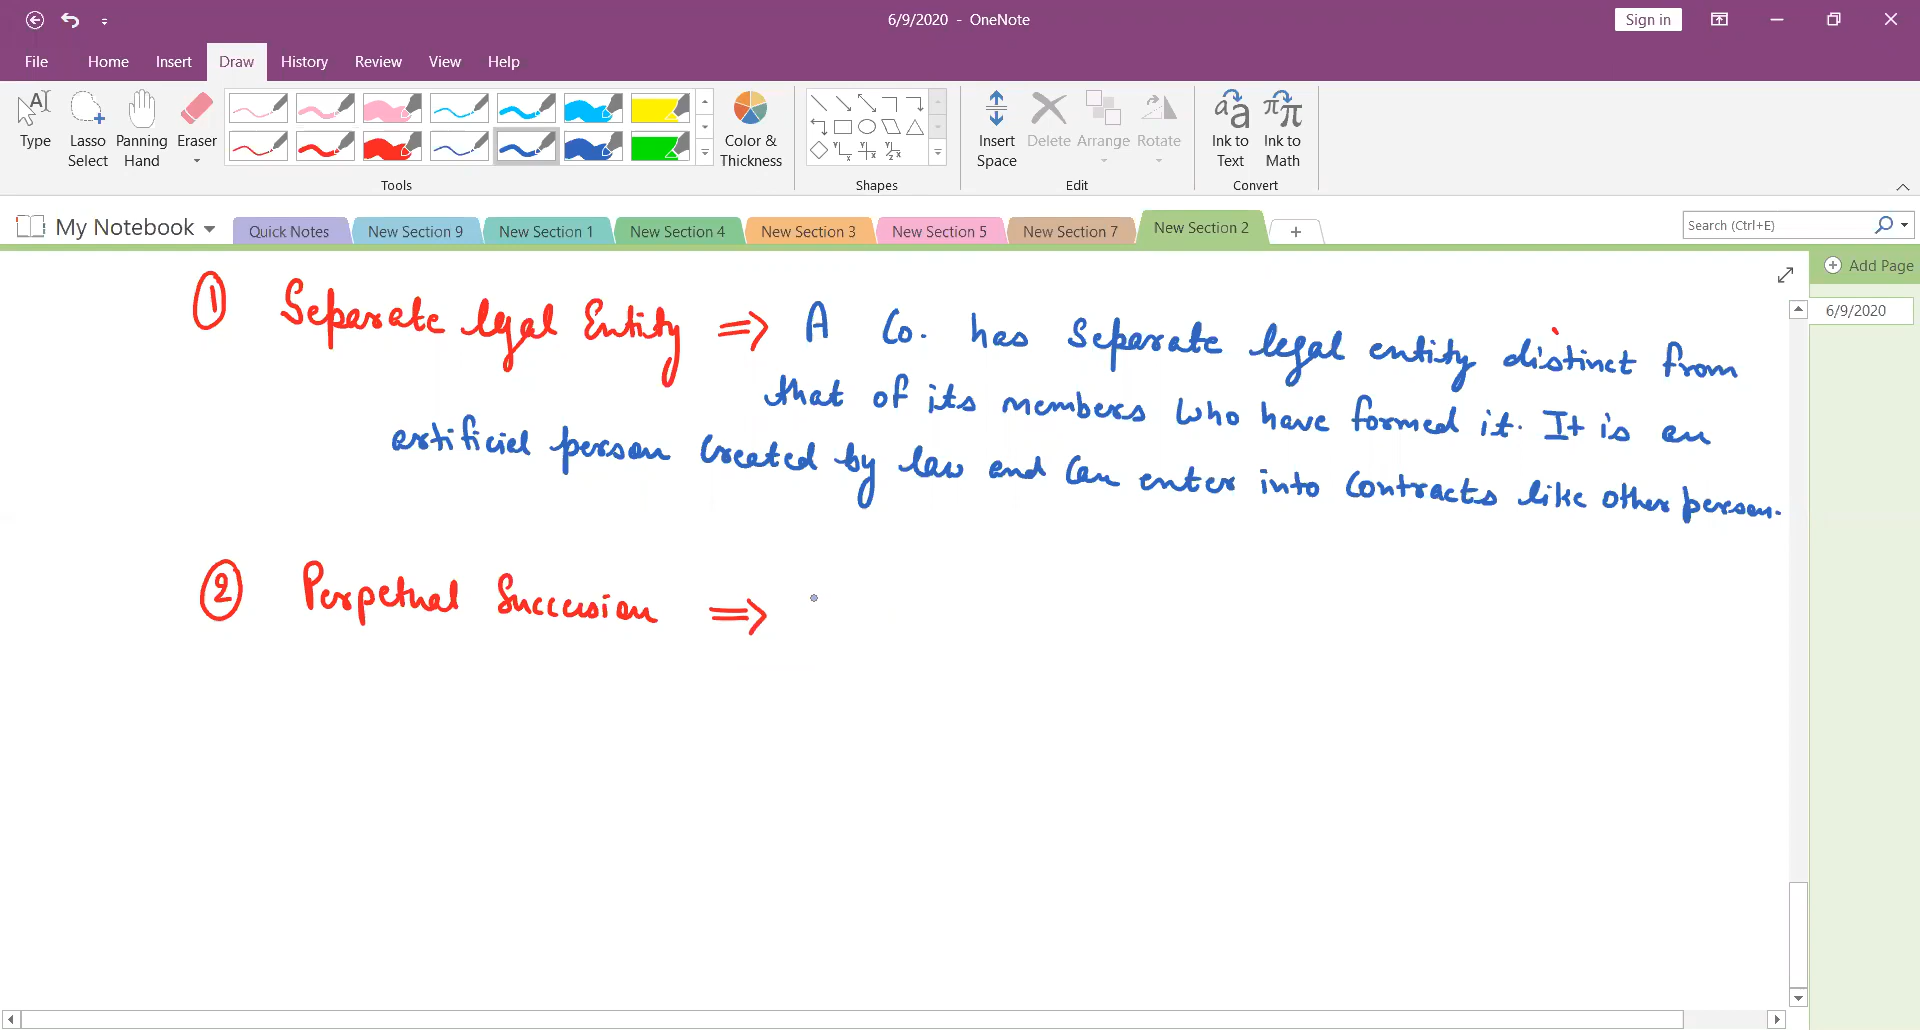 6/9/2020 - OneNote
Sign in
File Home Insert Draw History Review View Help
Type
Lasso Select
Panning Hand
Eraser
Color & Thickness
Insert Space
Delete
Arrange
Rotate
Ink to Text
Ink to Math
Tools
Shapes
Edit
Convert
My Notebook
Quick Notes New Section 9 New Section 1 New Section 4 New Section 3 New Section 5 New Section 7 New Section 2
Search (Ctrl+E)
Add Page
6/9/2020
① Separate legal Entity ⇒ A Co. has separate legal entity distinct from
that of its members who have formed it. It is an
artificial person created by law and can enter into contracts like other person.
② Perpetual Succession ⇒